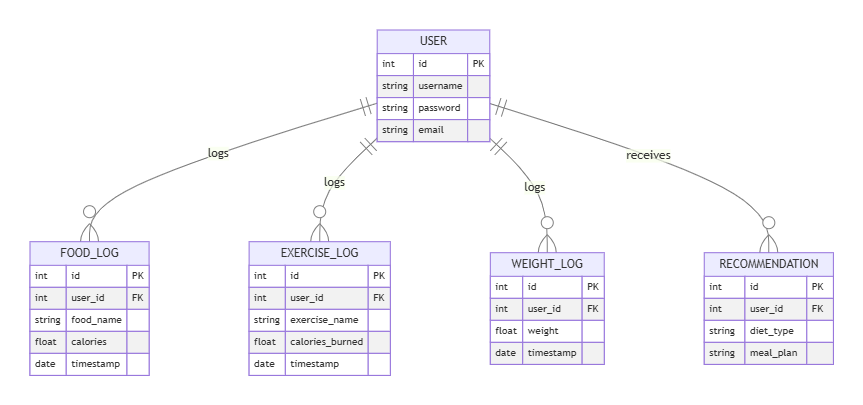 USER
int id PK
string username
string password
string email
logs
logs
logs
receives
FOOD_LOG
int id PK
int user_id FK
string food_name
float calories
date timestamp
EXERCISE_LOG
int id PK
int user_id FK
string exercise_name
float calories_burned
date timestamp
WEIGHT_LOG
int id PK
int user_id FK
float weight
date timestamp
RECOMMENDATION
int id PK
int user_id FK
string diet_type
string meal_plan